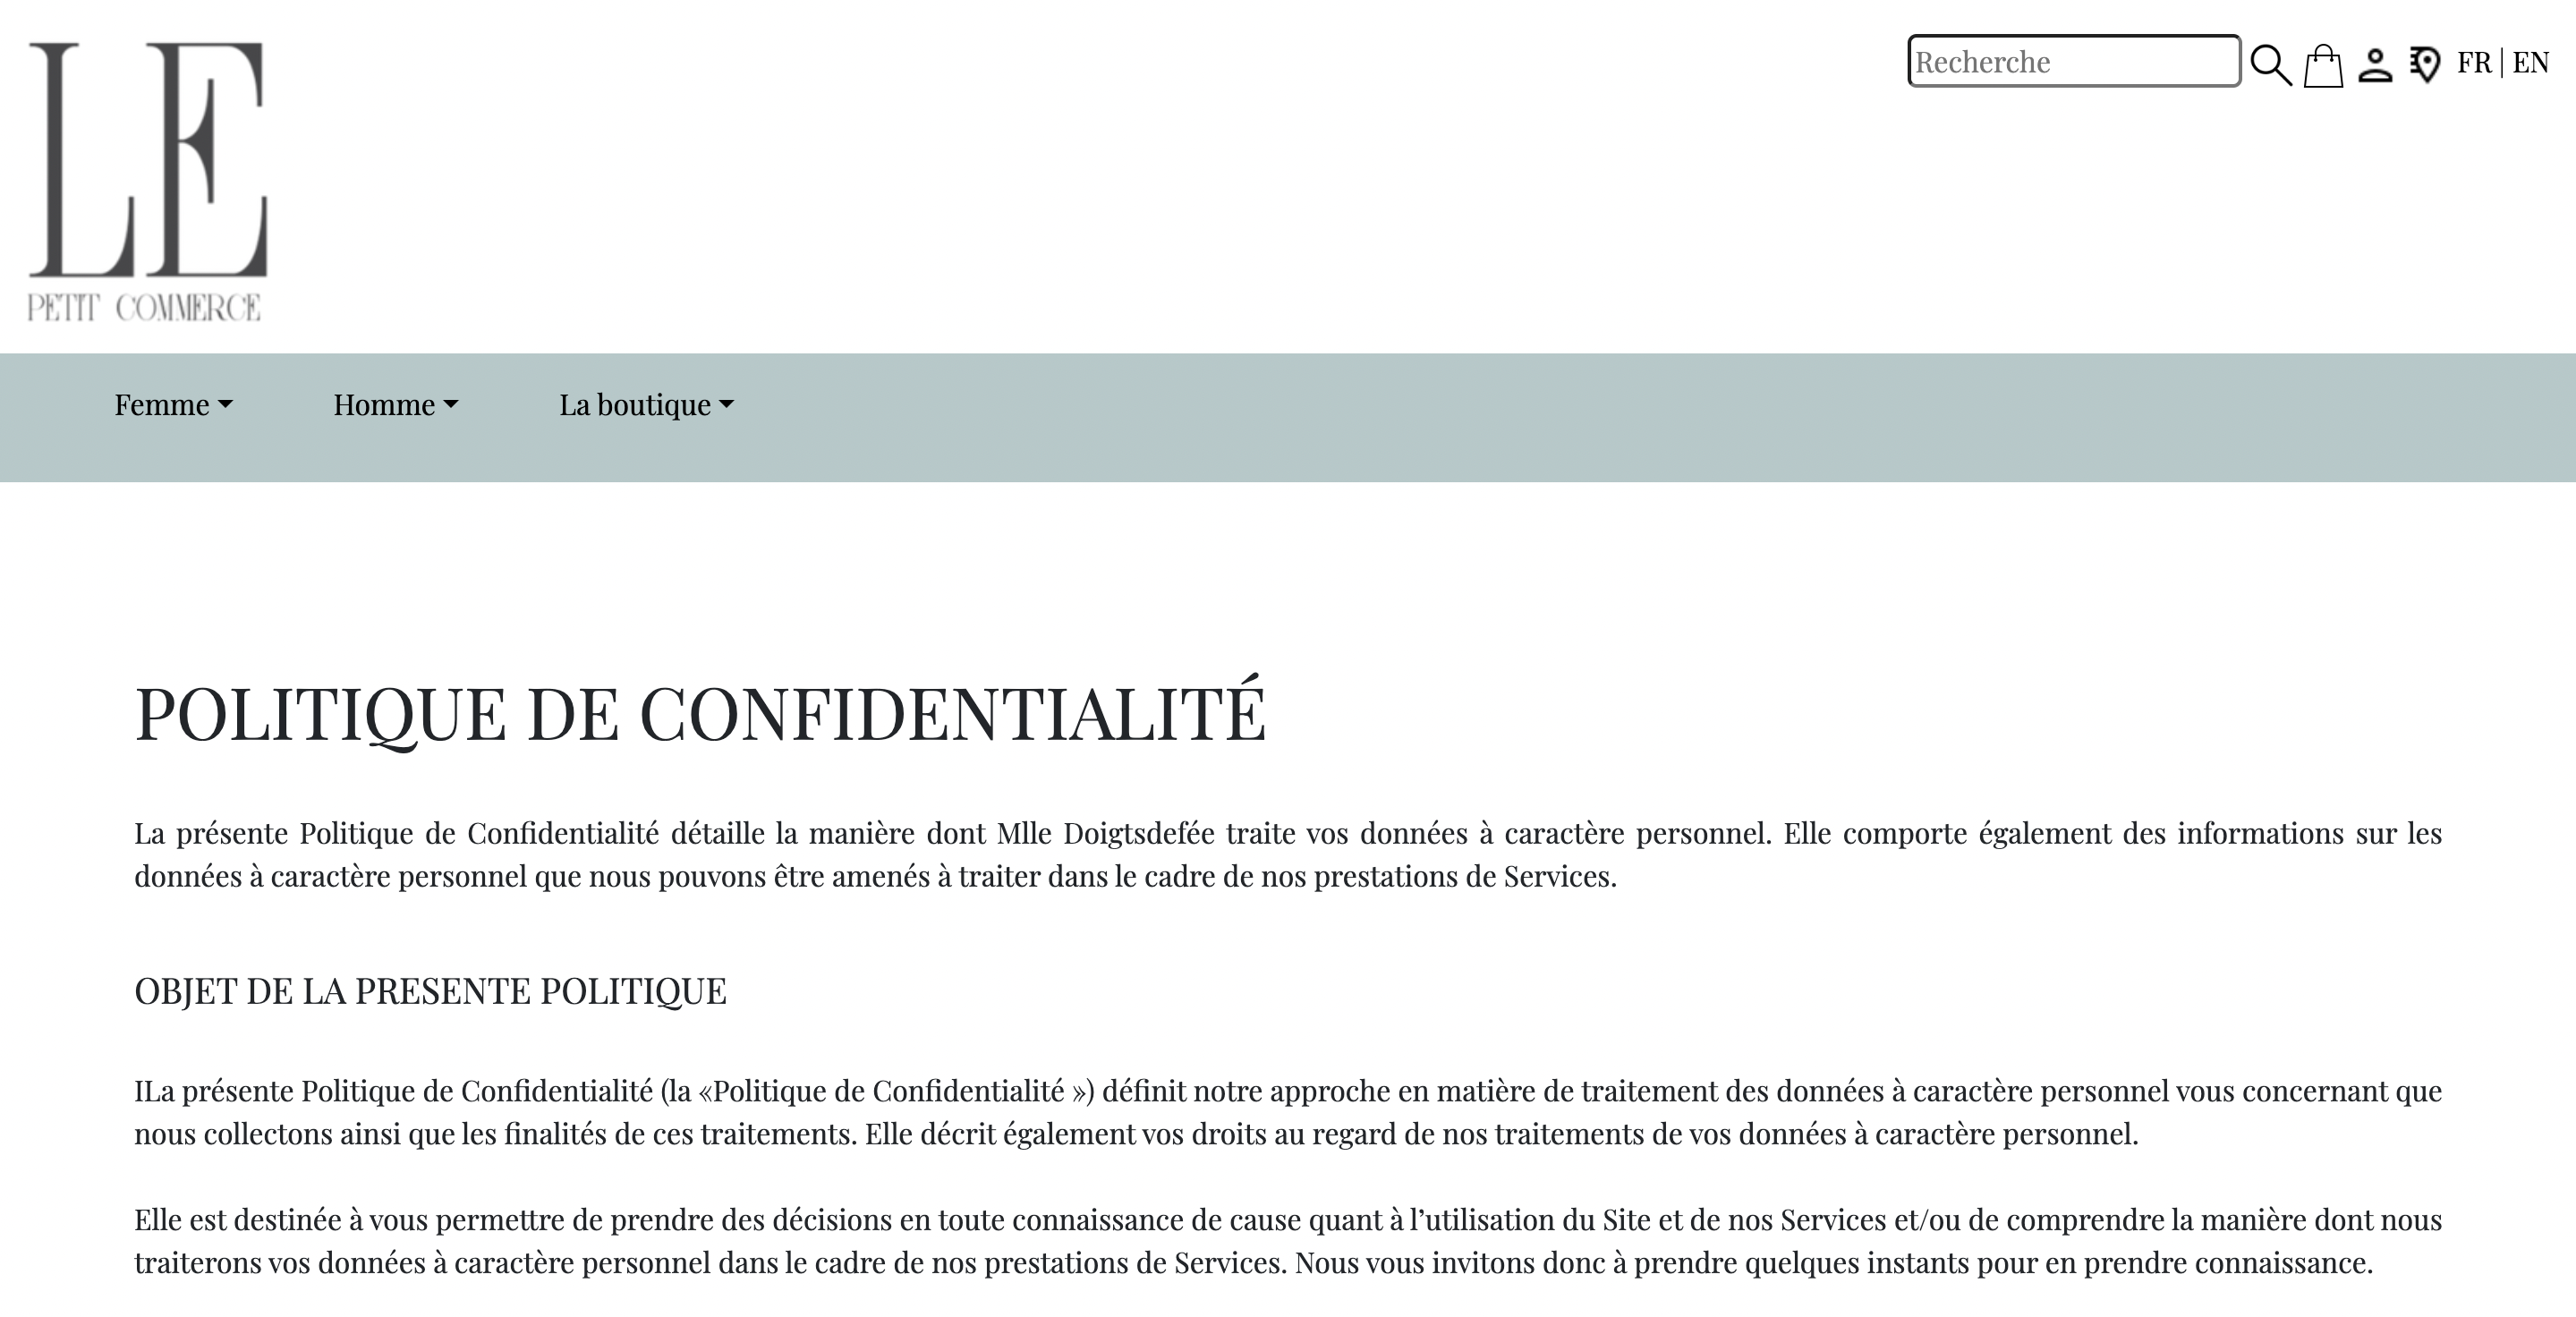 LE
PETIT COMMERCE
Recherche
FR | EN
Femme
Homme
La boutique
POLITIQUE DE CONFIDENTIALITÉ
La présente Politique de Confidentialité détaille la manière dont Mlle Doigtsdefée traite vos données à caractère personnel. Elle comporte également des informations sur les
données à caractère personnel que nous pouvons être amenés à traiter dans le cadre de nos prestations de Services.
OBJET DE LA PRESENTE POLITIQUE
ILa présente Politique de Confidentialité (la «Politique de Confidentialité ») définit notre approche en matière de traitement des données à caractère personnel vous concernant que
nous collectons ainsi que les finalités de ces traitements. Elle décrit également vos droits au regard de nos traitements de vos données à caractère personnel.
Elle est destinée à vous permettre de prendre des décisions en toute connaissance de cause quant à l’utilisation du Site et de nos Services et/ou de comprendre la manière dont nous
traiterons vos données à caractère personnel dans le cadre de nos prestations de Services. Nous vous invitons donc à prendre quelques instants pour en prendre connaissance.